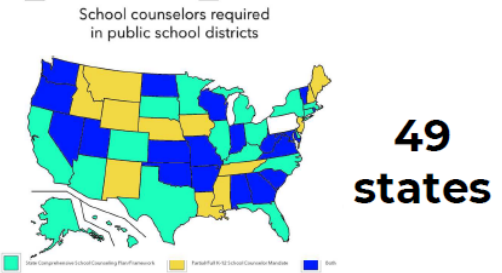 School counselors required
in public school districts
49
states
State Comprehensive School Counseling Plan/Framework
Partial/Full K-12 School Counselor Mandate
Both